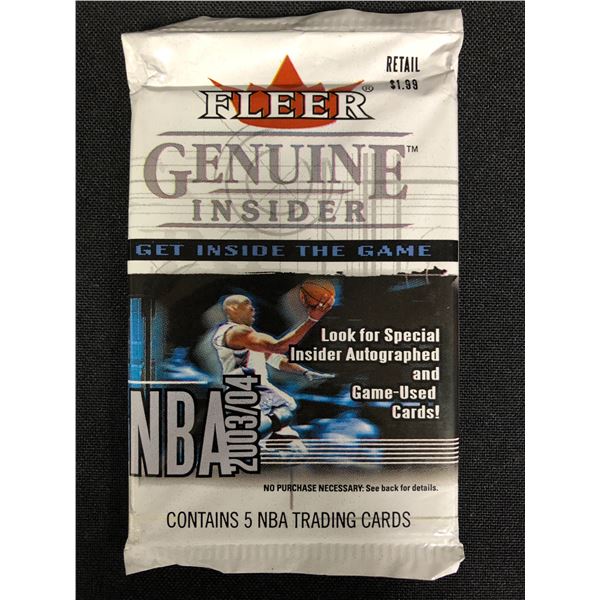 RETAIL
$1.99
FLEER®
GENUINE™
INSIDER
GET INSIDE THE GAME
Look for Special
Insider Autographed
and
Game-Used
Cards!
NBA 2003/04
NO PURCHASE NECESSARY: See back for details.
CONTAINS 5 NBA TRADING CARDS